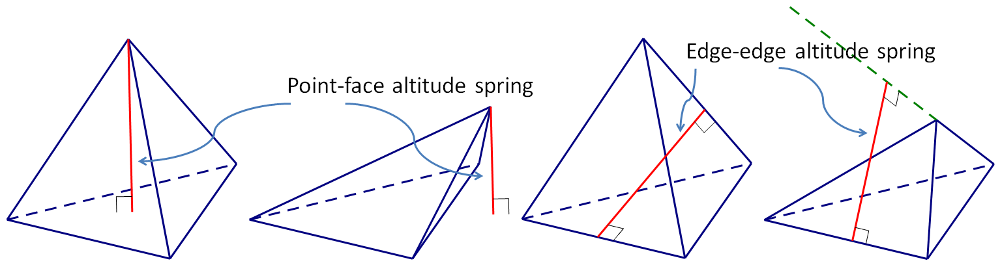 Edge-edge altitude spring
Point-face altitude spring